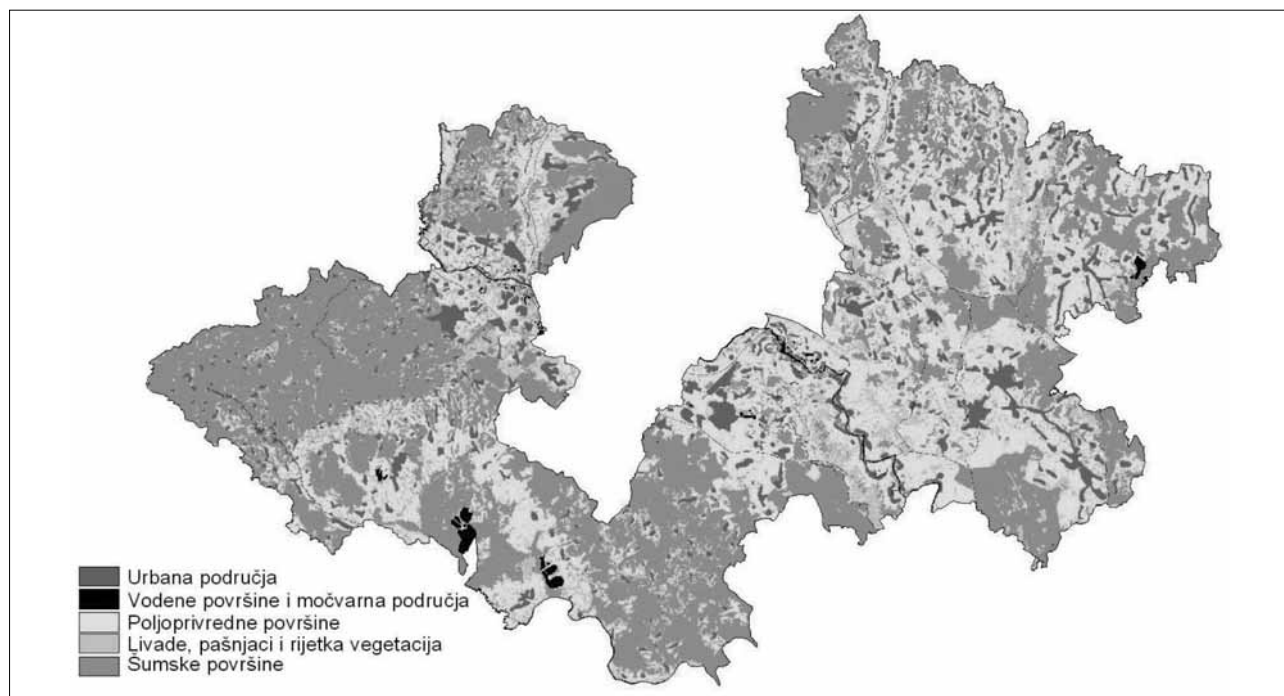 Urbana područja
Vodene površine i močvarna područja
Poljoprivredne površine
Livade, pašnjaci i rijetka vegetacija
Šumske površine